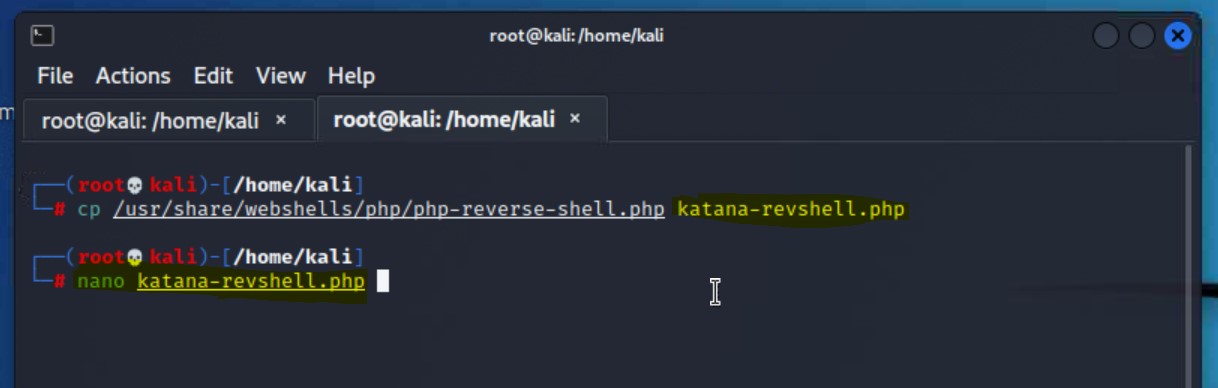 root@kali: /home/kali
File Actions Edit View Help
root@kali: /home/kali × root@kali: /home/kali ×
m
┌──(root💀kali)-[/home/kali]
└─# cp /usr/share/webshells/php/php-reverse-shell.php katana-revshell.php
┌──(root💀kali)-[/home/kali]
└─# nano katana-revshell.php